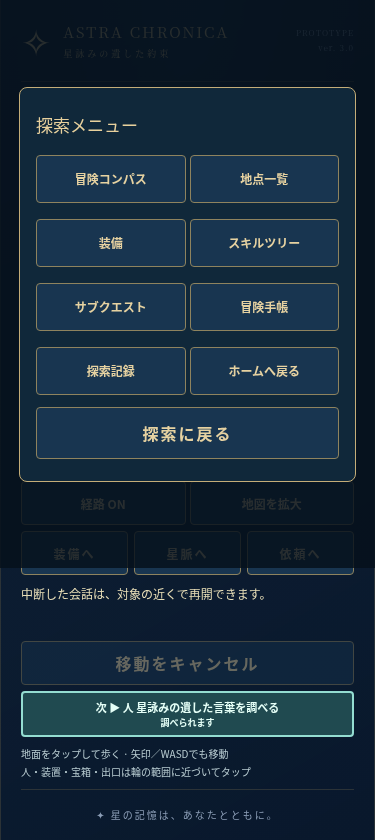 ASTRA CHRONICA
星詠みの遺した約束
PROTOTYPE
探索メニュー
冒険コンパス
地点一覧
装備
スキルツリー
サブクエスト
冒険手帳
探索記録
ホームへ戻る
探索に戻る
経路 ON
地図を拡大
装備へ
星脈へ
依頼へ
中断した会話は、対象の近くで再開できます。
移動をキャンセル
次 ▶ 人 星詠みの遺した言葉を調べる
調べられます
地面をタップして歩く · 矢印／WASDでも移動
人・装置・宝箱・出口は輪の範囲に近づいてタップ
✦ 星の記憶は、あなたとともに。